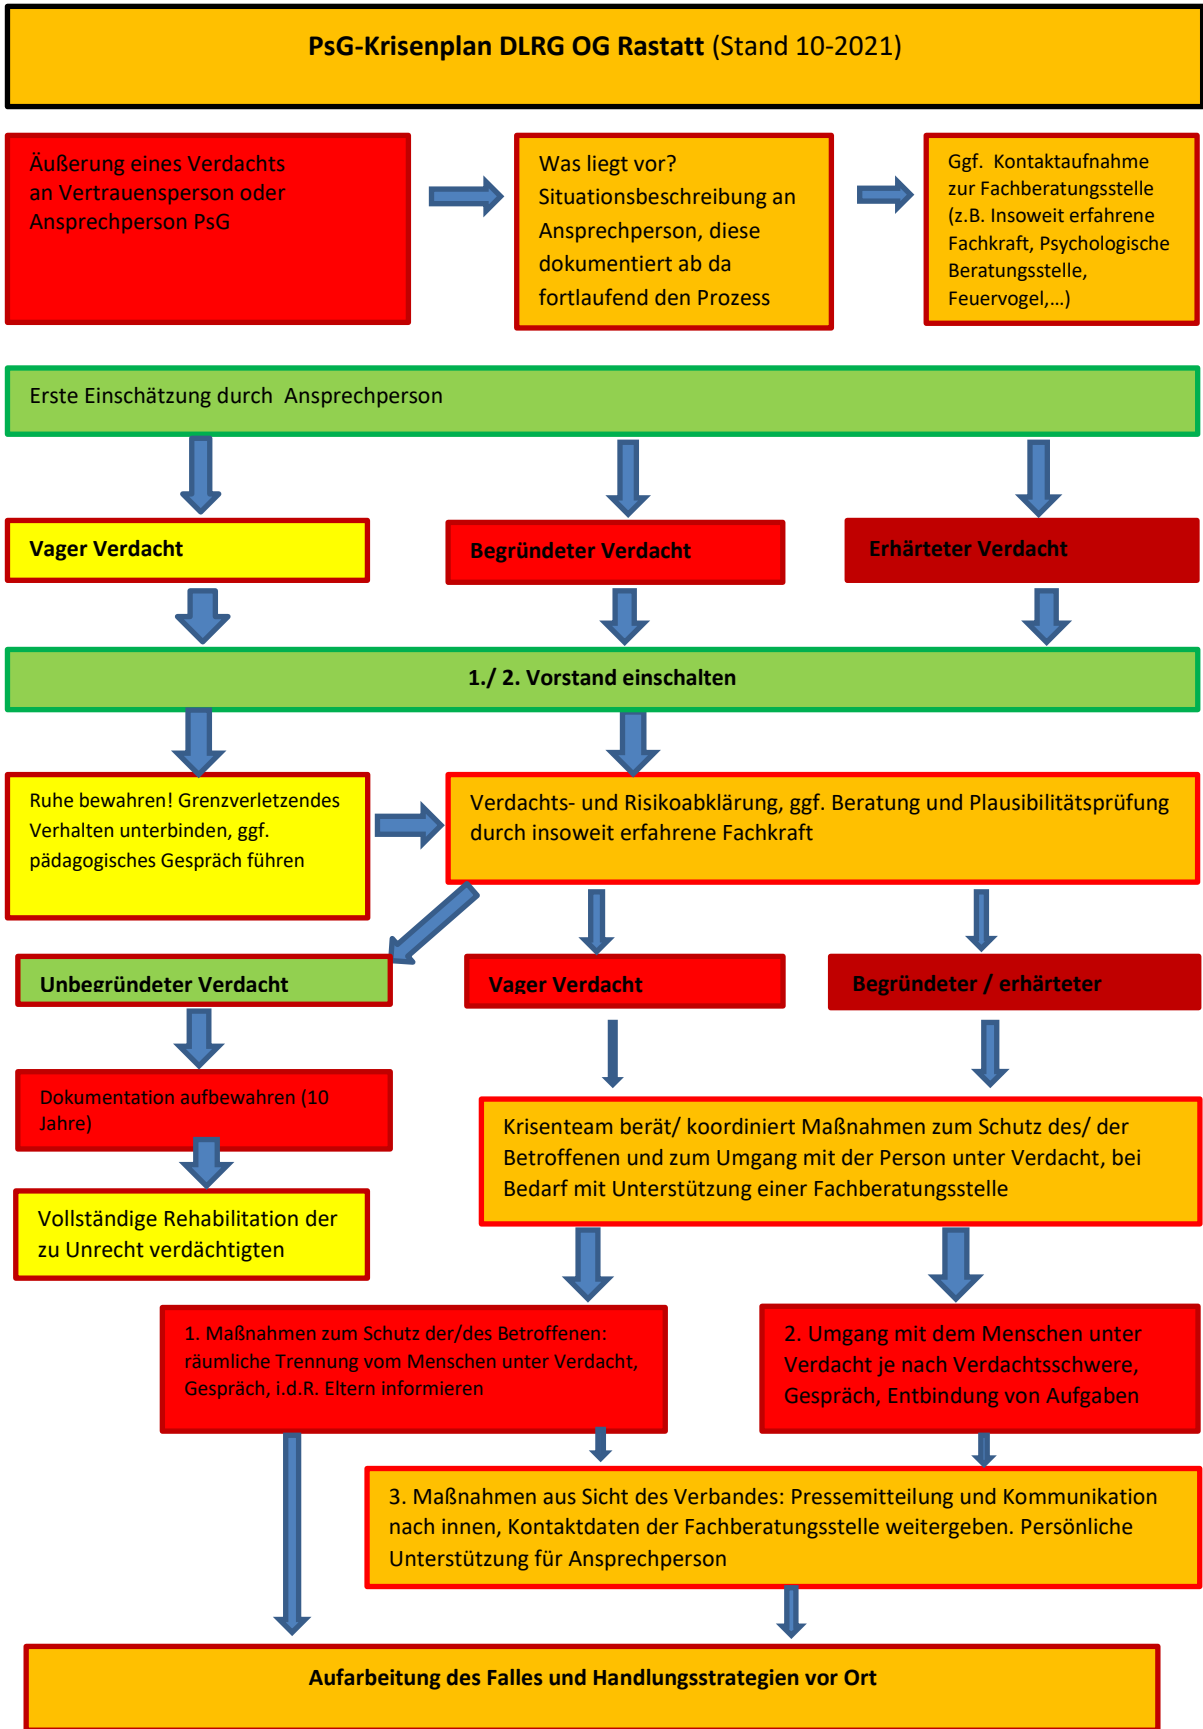 PsG-Krisenplan DLRG OG Rastatt (Stand 10-2021)
Äußerung eines Verdachts
an Vertrauensperson oder
Ansprechperson PsG
Was liegt vor?
Situationsbeschreibung an
Ansprechperson, diese
dokumentiert ab da
fortlaufend den Prozess
Ggf. Kontaktaufnahme
zur Fachberatungsstelle
(z.B. Insoweit erfahrene
Fachkraft, Psychologische
Beratungsstelle,
Feuervogel,...)
Erste Einschätzung durch Ansprechperson
Vager Verdacht
Begründeter Verdacht
Erhärteter Verdacht
1./ 2. Vorstand einschalten
Ruhe bewahren! Grenzverletzendes
Verhalten unterbinden, ggf.
pädagogisches Gespräch führen
Verdachts- und Risikoabklärung, ggf. Beratung und Plausibilitätsprüfung
durch insoweit erfahrene Fachkraft
Unbegründeter Verdacht
Vager Verdacht
Begründeter / erhärteter
Dokumentation aufbewahren (10
Jahre)
Krisenteam berät/ koordiniert Maßnahmen zum Schutz des/ der
Betroffenen und zum Umgang mit der Person unter Verdacht, bei
Bedarf mit Unterstützung einer Fachberatungsstelle
Vollständige Rehabilitation der
zu Unrecht verdächtigten
1. Maßnahmen zum Schutz der/des Betroffenen:
räumliche Trennung vom Menschen unter Verdacht,
Gespräch, i.d.R. Eltern informieren
2. Umgang mit dem Menschen unter
Verdacht je nach Verdachtsschwere,
Gespräch, Entbindung von Aufgaben
3. Maßnahmen aus Sicht des Verbandes: Pressemitteilung und Kommunikation
nach innen, Kontaktdaten der Fachberatungsstelle weitergeben. Persönliche
Unterstützung für Ansprechperson
Aufarbeitung des Falles und Handlungsstrategien vor Ort